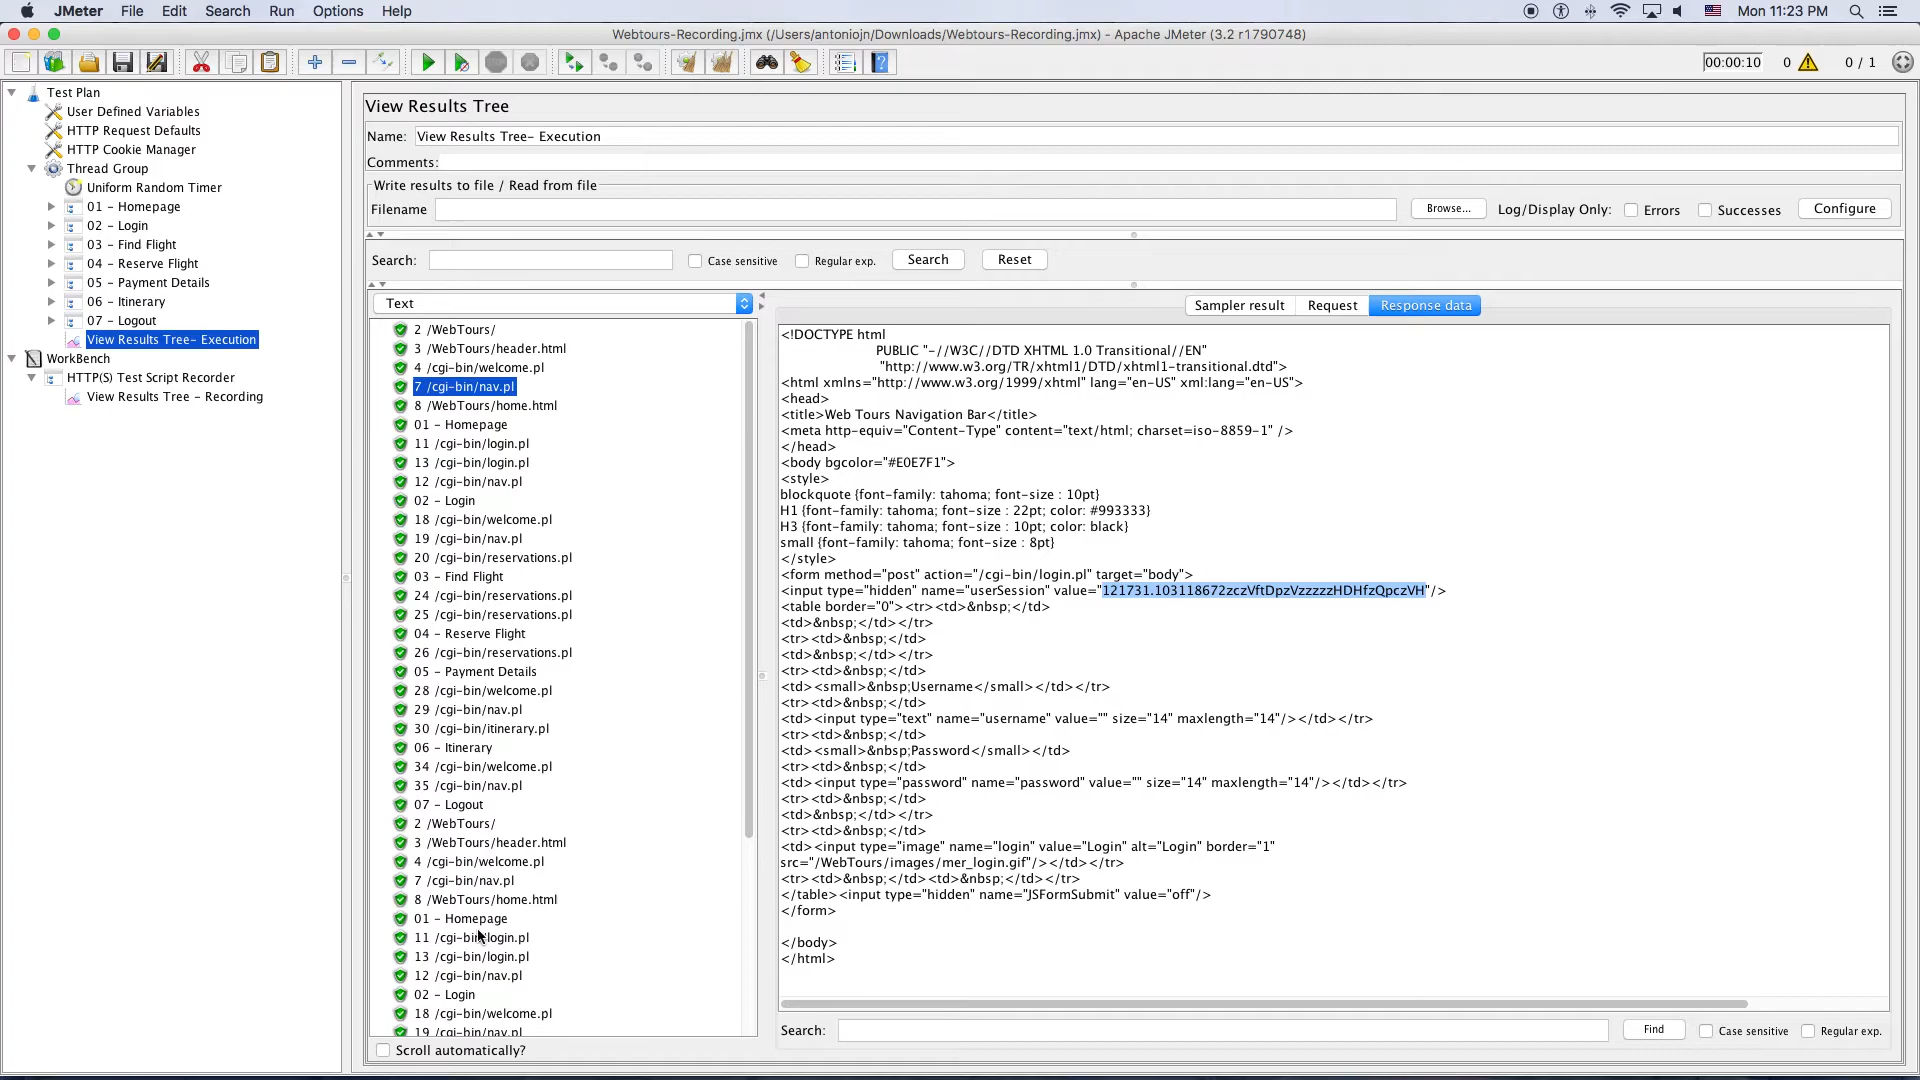 JMeter File Edit Search Run Options Help Mon 11:23 PM
Webtours-Recording.jmx (/Users/antoniojn/Downloads/Webtours-Recording.jmx) - Apache JMeter (3.2 r1790748)
00:00:10 0 0 / 1
Test Plan
User Defined Variables
HTTP Request Defaults
HTTP Cookie Manager
Thread Group
Uniform Random Timer
01 - Homepage
02 - Login
03 - Find Flight
04 - Reserve Flight
05 - Payment Details
06 - Itinerary
07 - Logout
View Results Tree- Execution
WorkBench
HTTP(S) Test Script Recorder
View Results Tree - Recording
View Results Tree
Name: View Results Tree- Execution
Comments:
Write results to file / Read from file
Filename Browse... Log/Display Only: Errors Successes Configure
Search: Case sensitive Regular exp. Search Reset
Text
2 /WebTours/
3 /WebTours/header.html
4 /cgi-bin/welcome.pl
7 /cgi-bin/nav.pl
8 /WebTours/home.html
01 - Homepage
11 /cgi-bin/login.pl
13 /cgi-bin/login.pl
12 /cgi-bin/nav.pl
02 - Login
18 /cgi-bin/welcome.pl
19 /cgi-bin/nav.pl
20 /cgi-bin/reservations.pl
03 - Find Flight
24 /cgi-bin/reservations.pl
25 /cgi-bin/reservations.pl
04 - Reserve Flight
26 /cgi-bin/reservations.pl
05 - Payment Details
28 /cgi-bin/welcome.pl
29 /cgi-bin/nav.pl
30 /cgi-bin/itinerary.pl
06 - Itinerary
34 /cgi-bin/welcome.pl
35 /cgi-bin/nav.pl
07 - Logout
2 /WebTours/
3 /WebTours/header.html
4 /cgi-bin/welcome.pl
7 /cgi-bin/nav.pl
8 /WebTours/home.html
01 - Homepage
11 /cgi-bin/login.pl
13 /cgi-bin/login.pl
12 /cgi-bin/nav.pl
02 - Login
18 /cgi-bin/welcome.pl
19 /cgi-bin/nav.pl
Scroll automatically?
Sampler result Request Response data
<!DOCTYPE html
PUBLIC "-//W3C//DTD XHTML 1.0 Transitional//EN"
"http://www.w3.org/TR/xhtml1/DTD/xhtml1-transitional.dtd">
<html xmlns="http://www.w3.org/1999/xhtml" lang="en-US" xml:lang="en-US">
<head>
<title>Web Tours Navigation Bar</title>
<meta http-equiv="Content-Type" content="text/html; charset=iso-8859-1" />
</head>
<body bgcolor="#E0E7F1">
<style>
blockquote {font-family: tahoma; font-size : 10pt}
H1 {font-family: tahoma; font-size : 22pt; color: #993333}
H3 {font-family: tahoma; font-size : 10pt; color: black}
small {font-family: tahoma; font-size : 8pt}
</style>
<form method="post" action="/cgi-bin/login.pl" target="body">
<input type="hidden" name="userSession" value="121731.103118672zczVftDpzVzzzzzHDHfzQpczVH"/>
<table border="0"><tr><td>&nbsp;</td>
<td>&nbsp;</td></tr>
<tr><td>&nbsp;</td>
<td>&nbsp;</td></tr>
<tr><td>&nbsp;</td>
<td><small>&nbsp;Username</small></td></tr>
<tr><td>&nbsp;</td>
<td><input type="text" name="username" value="" size="14" maxlength="14"/></td></tr>
<tr><td>&nbsp;</td>
<td><small>&nbsp;Password</small></td>
<tr><td>&nbsp;</td>
<td><input type="password" name="password" value="" size="14" maxlength="14"/></td></tr>
<tr><td>&nbsp;</td>
<td>&nbsp;</td></tr>
<tr><td>&nbsp;</td>
<td><input type="image" name="login" value="Login" alt="Login" border="1"
src="/WebTours/images/mer_login.gif"/></td></tr>
<tr><td>&nbsp;</td><td>&nbsp;</td></tr>
</table><input type="hidden" name="JSFormSubmit" value="off"/>
</form>
</body>
</html>
Search: Find Case sensitive Regular exp.